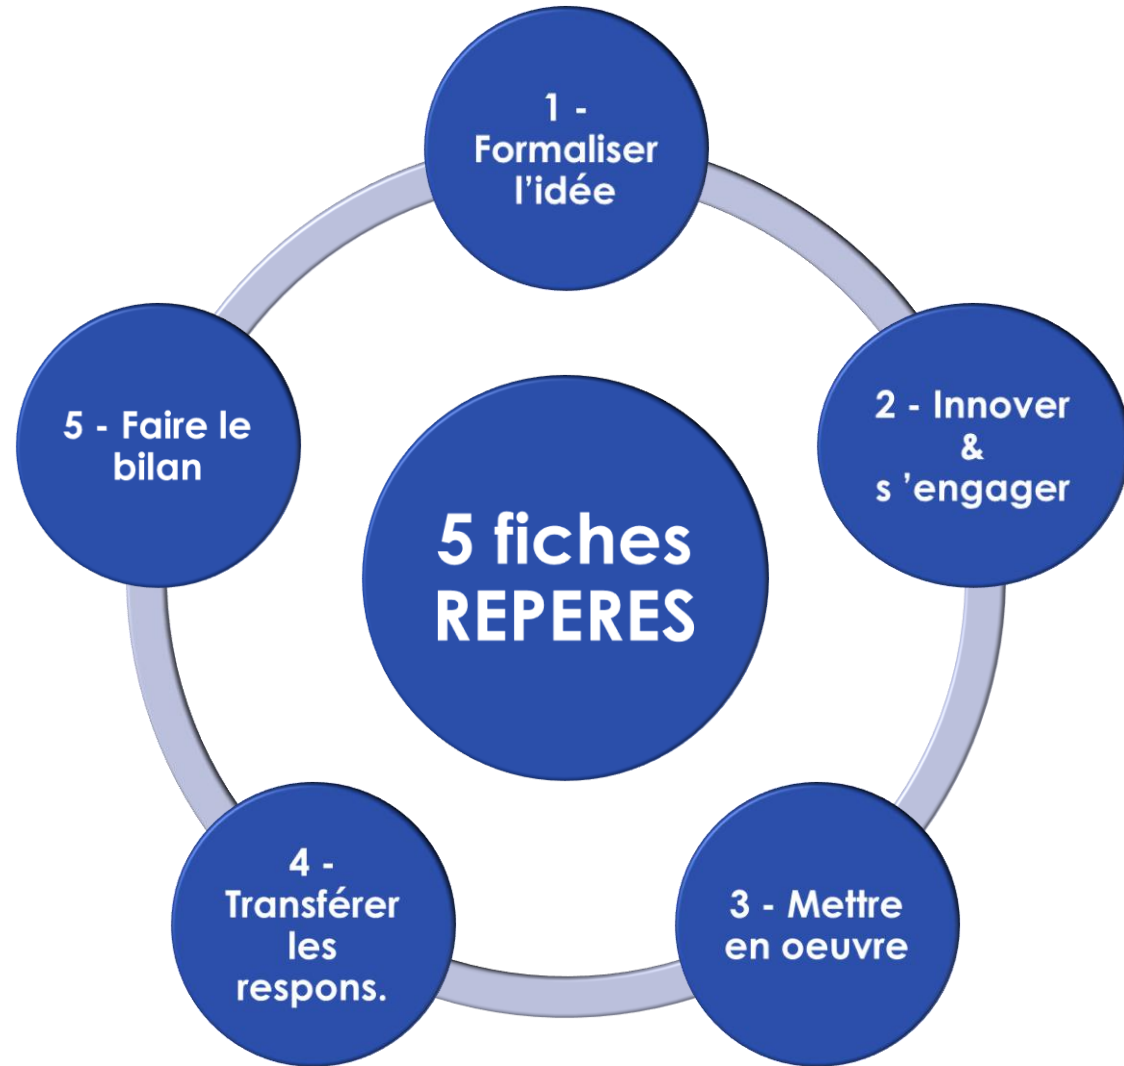 1 -
Formaliser
l’idée
2 - Innover
&
s ’engager
3 - Mettre
en oeuvre
4 -
Transférer
les
respons.
5 - Faire le
bilan
5 fiches
REPERES